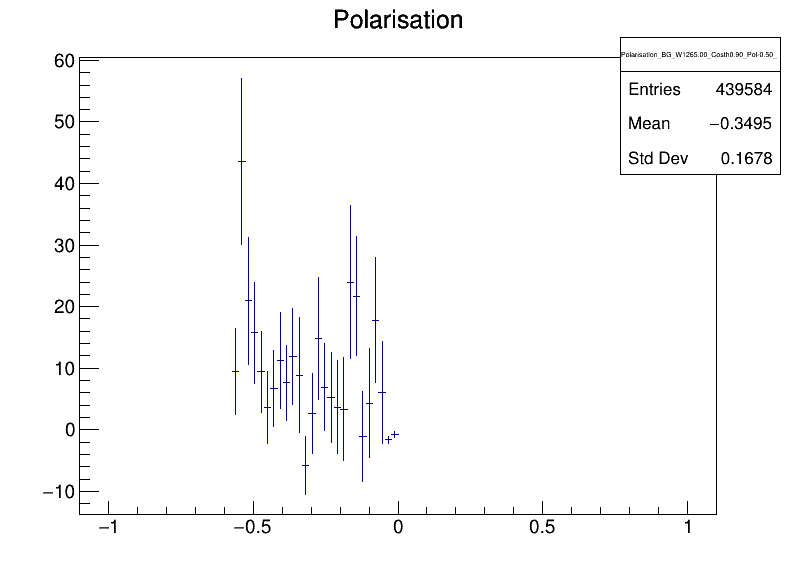 Polarisation
Polarisation_BG_W1265.00_Costh0.90_Pol-0.50_
Entries 439584
Mean −0.3495
Std Dev 0.1678
60
50
40
30
20
10
0
−10
−1 −0.5 0 0.5 1